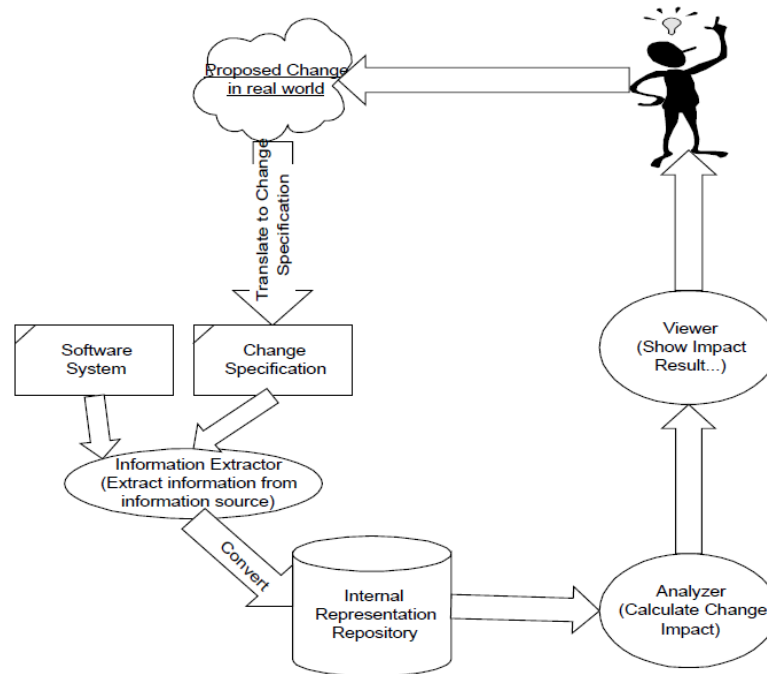 Proposed Change
in real world
Translate to Change
Specification
Software
System
Change
Specification
Viewer
(Show Impact
Result...)
Information Extractor
(Extract information from
information source)
Convert
Internal
Representation
Repository
Analyzer
(Calculate Change
Impact)